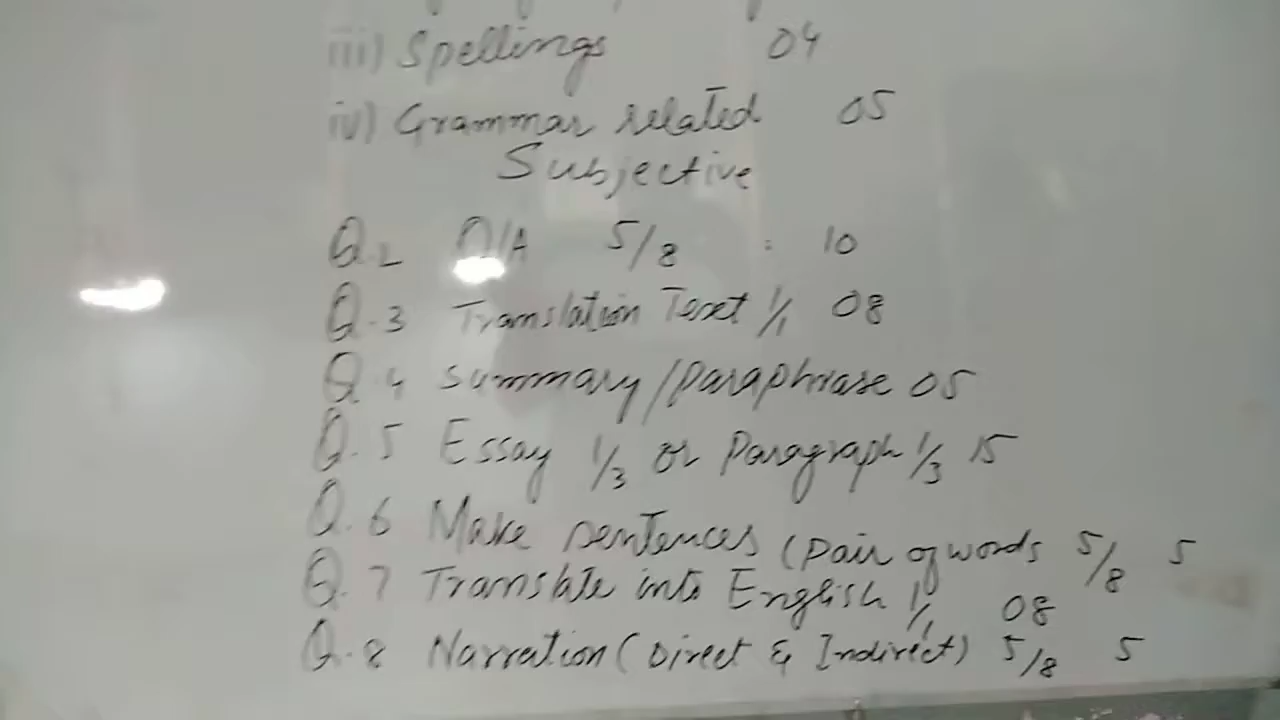 iii) Spellings 04
iv) Grammar related 05
Subjective
Q.2 Q/A 5/8 : 10
Q.3 Translation Text 1/1 08
Q.4 Summary/Paraphrase 05
Q.5 Essay 1/3 or Paragraph 1/3 15
Q.6 Make sentences (Pair of words 5/8 5
Q.7 Translate into English 1/1 08
Q.8 Narration (Direct & Indirect) 5/8 5